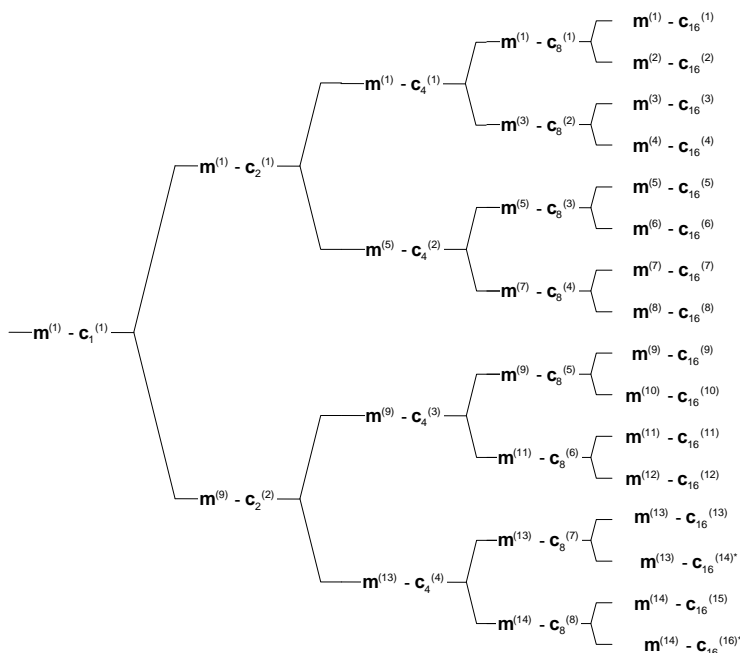 m(1) - c16(1)
m(1) - c8(1)
m(2) - c16(2)
m(1) - c4(1)
m(3) - c16(3)
m(3) - c8(2)
m(4) - c16(4)
m(1) - c2(1)
m(5) - c16(5)
m(5) - c8(3)
m(6) - c16(6)
m(5) - c4(2)
m(7) - c16(7)
m(7) - c8(4)
m(8) - c16(8)
m(1) - c1(1)
m(9) - c16(9)
m(9) - c8(5)
m(10) - c16(10)
m(9) - c4(3)
m(11) - c16(11)
m(11) - c8(6)
m(12) - c16(12)
m(9) - c2(2)
m(13) - c16(13)
m(13) - c8(7)
m(13) - c16(14)*
m(13) - c4(4)
m(14) - c16(15)
m(14) - c8(8)
m(14) - c16(16)*